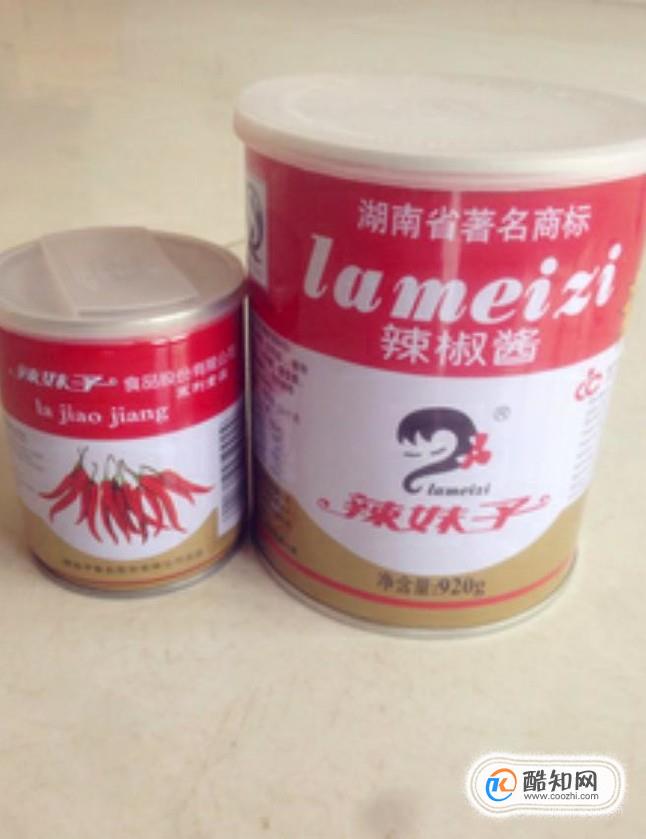 湖南省著名商标
lameizi
辣椒酱
®
lameizi
辣妹子
净含量:920g
辣妹子 食品股份有限公司
la jiao jiang
酷知网
www.coozhi.com